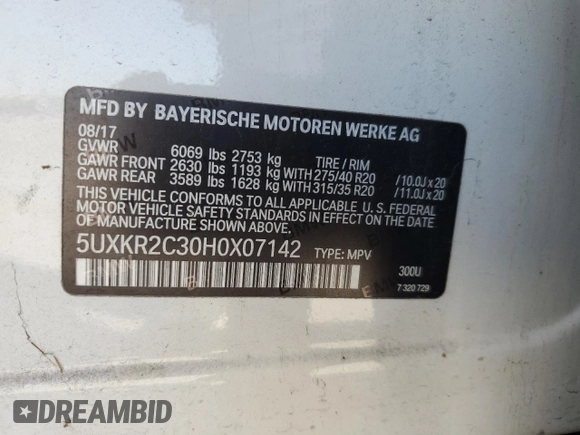 MFD BY BAYERISCHE MOTOREN WERKE AG
08/17
GVWR 6069 lbs 2753 kg TIRE / RIM
GAWR FRONT 2630 lbs 1193 kg WITH 275/40 R20 /10.0J x 20
GAWR REAR 3589 lbs 1628 kg WITH 315/35 R20 /11.0J x 20
THIS VEHICLE CONFORMS TO ALL APPLICABLE U.S. FEDERAL
MOTOR VEHICLE SAFETY STANDARDS IN EFFECT ON THE DATE
OF MANUFACTURE SHOWN ABOVE.
5UXKR2C30H0X07142 TYPE: MPV
300U
7 320 729
DREAMBID